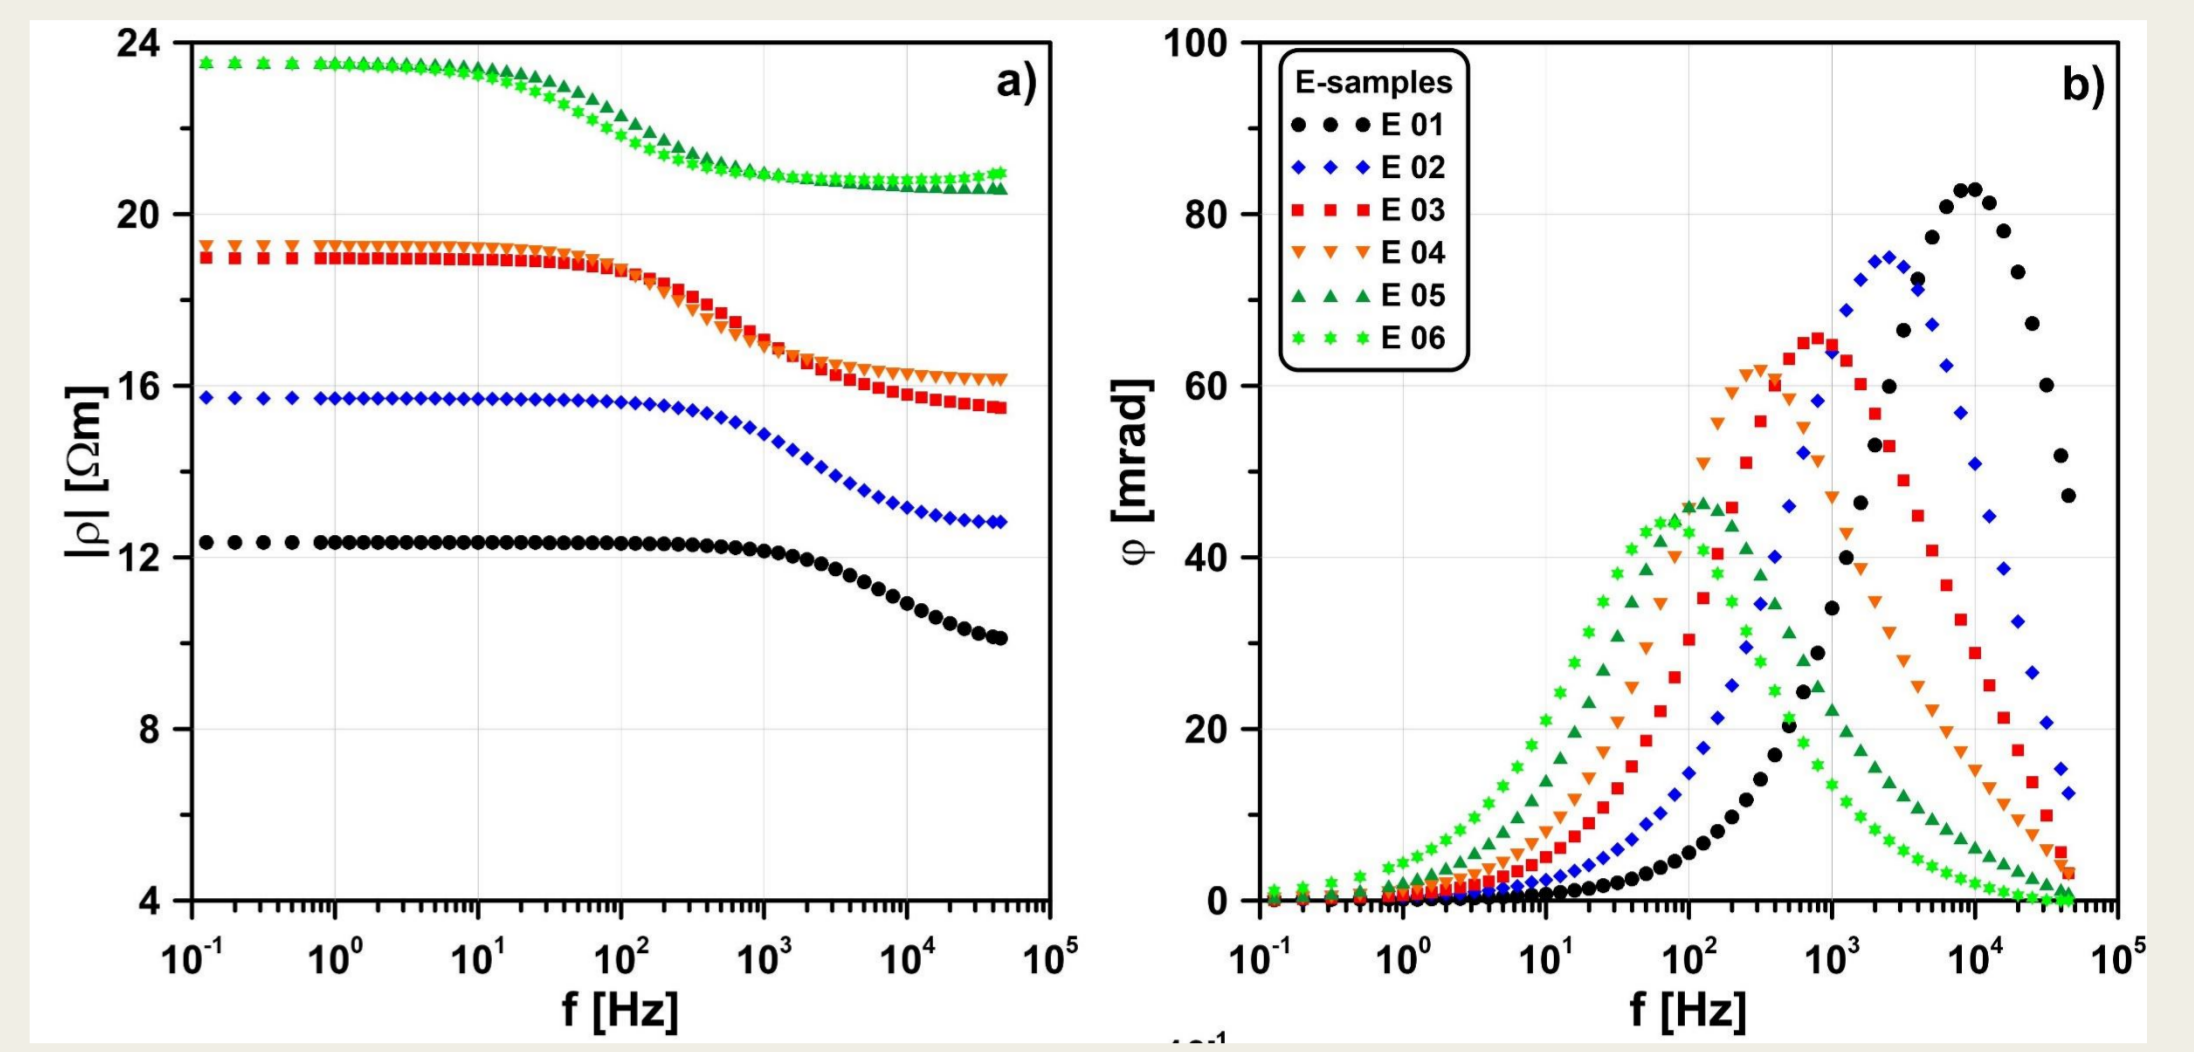 24
20
16
12
8
4
|ρ| [Ωm]
a)
10-1 100 101 102 103 104 105
f [Hz]
100
80
60
40
20
0
φ [mrad]
b)
E-samples
E 01
E 02
E 03
E 04
E 05
E 06
10-1 100 101 102 103 104 105
f [Hz]